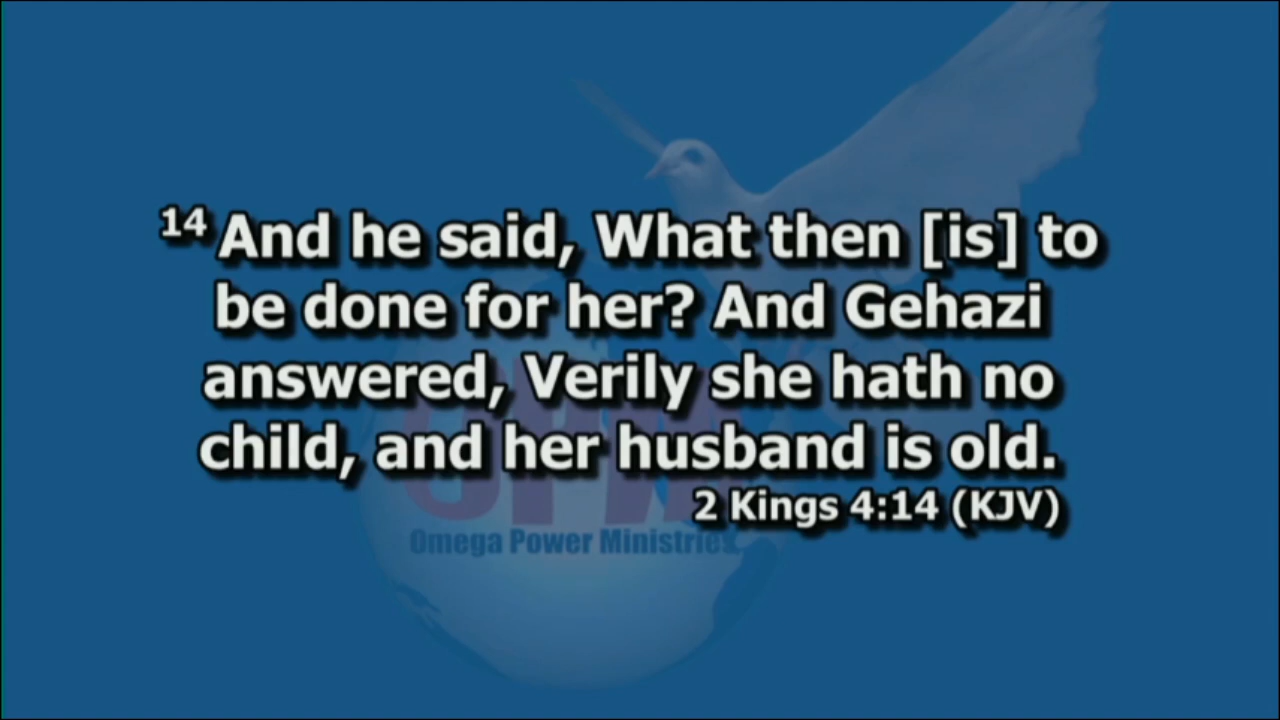 14 And he said, What then [is] to
be done for her? And Gehazi
answered, Verily she hath no
child, and her husband is old.
2 Kings 4:14 (KJV)
OPM
Omega Power Ministries